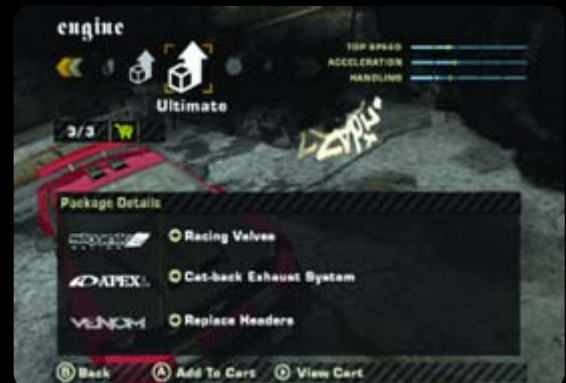 engine
TOP SPEED
ACCELERATION
HANDLING
Ultimate
3/3
Package Details
Racing Valves
APEX
Cat-back Exhaust System
VENOM
Replace Headers
B Back A Add To Cart View Cart